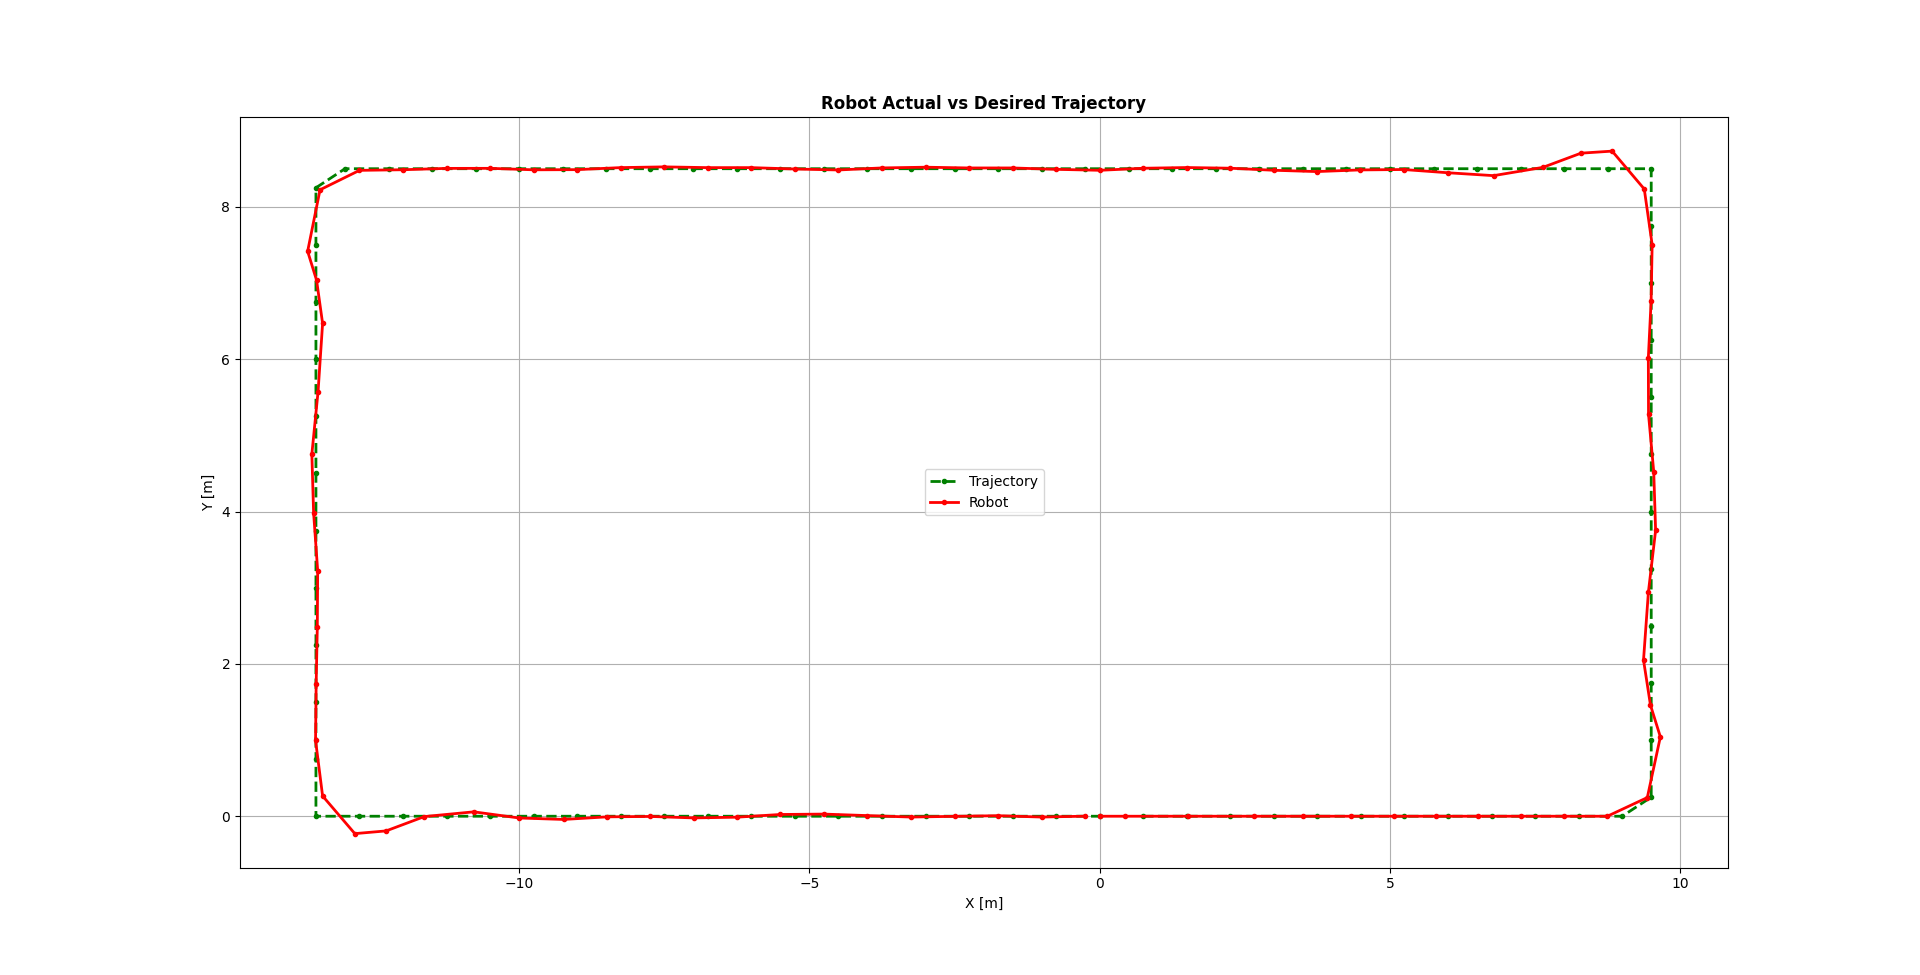 Robot Actual vs Desired Trajectory
8
6
4
2
0
Y [m]
Trajectory
Robot
−10
−5
0
5
10
X [m]